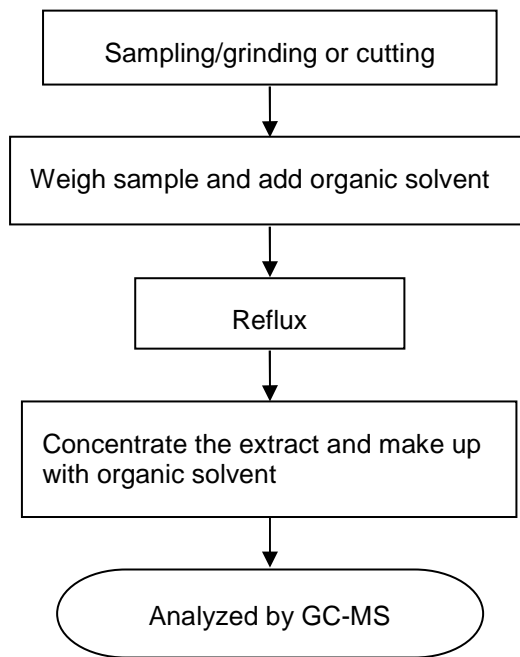 Sampling/grinding or cutting
Weigh sample and add organic solvent
Reflux
Concentrate the extract and make up
with organic solvent
Analyzed by GC-MS